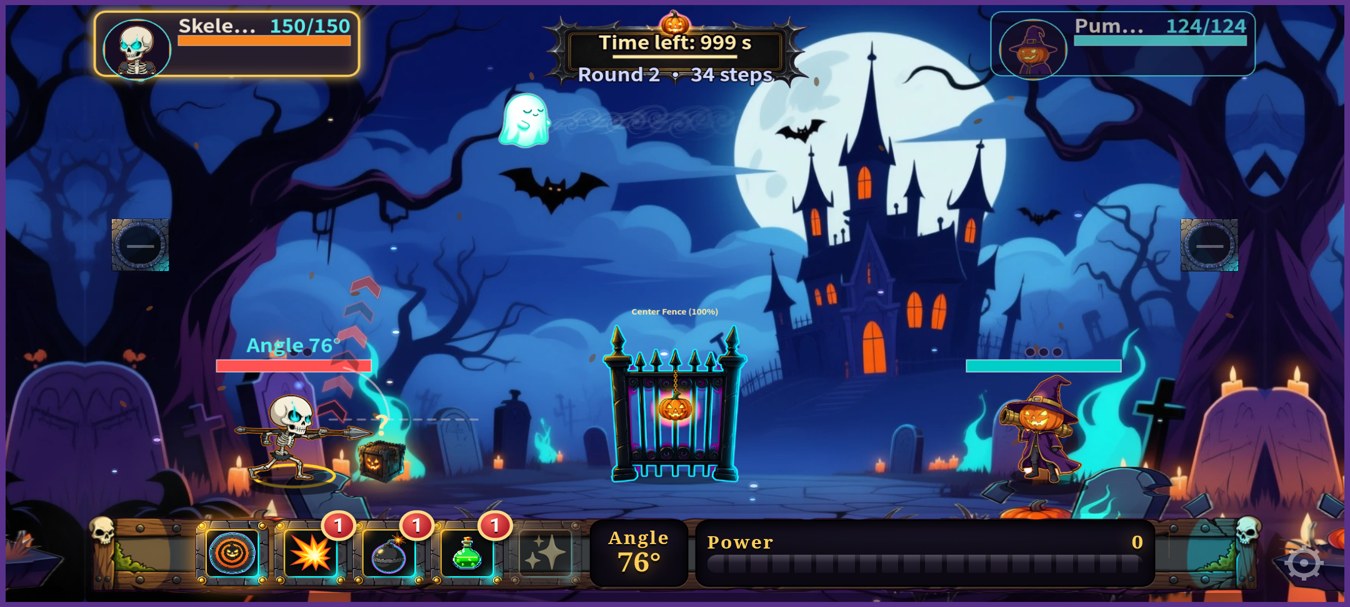 Skele... 150/150
Time left: 999 s
Round 2 • 34 steps
Pum... 124/124
Center Fence (100%)
Angle 76°
?
1
1
1
Angle
76°
Power 0